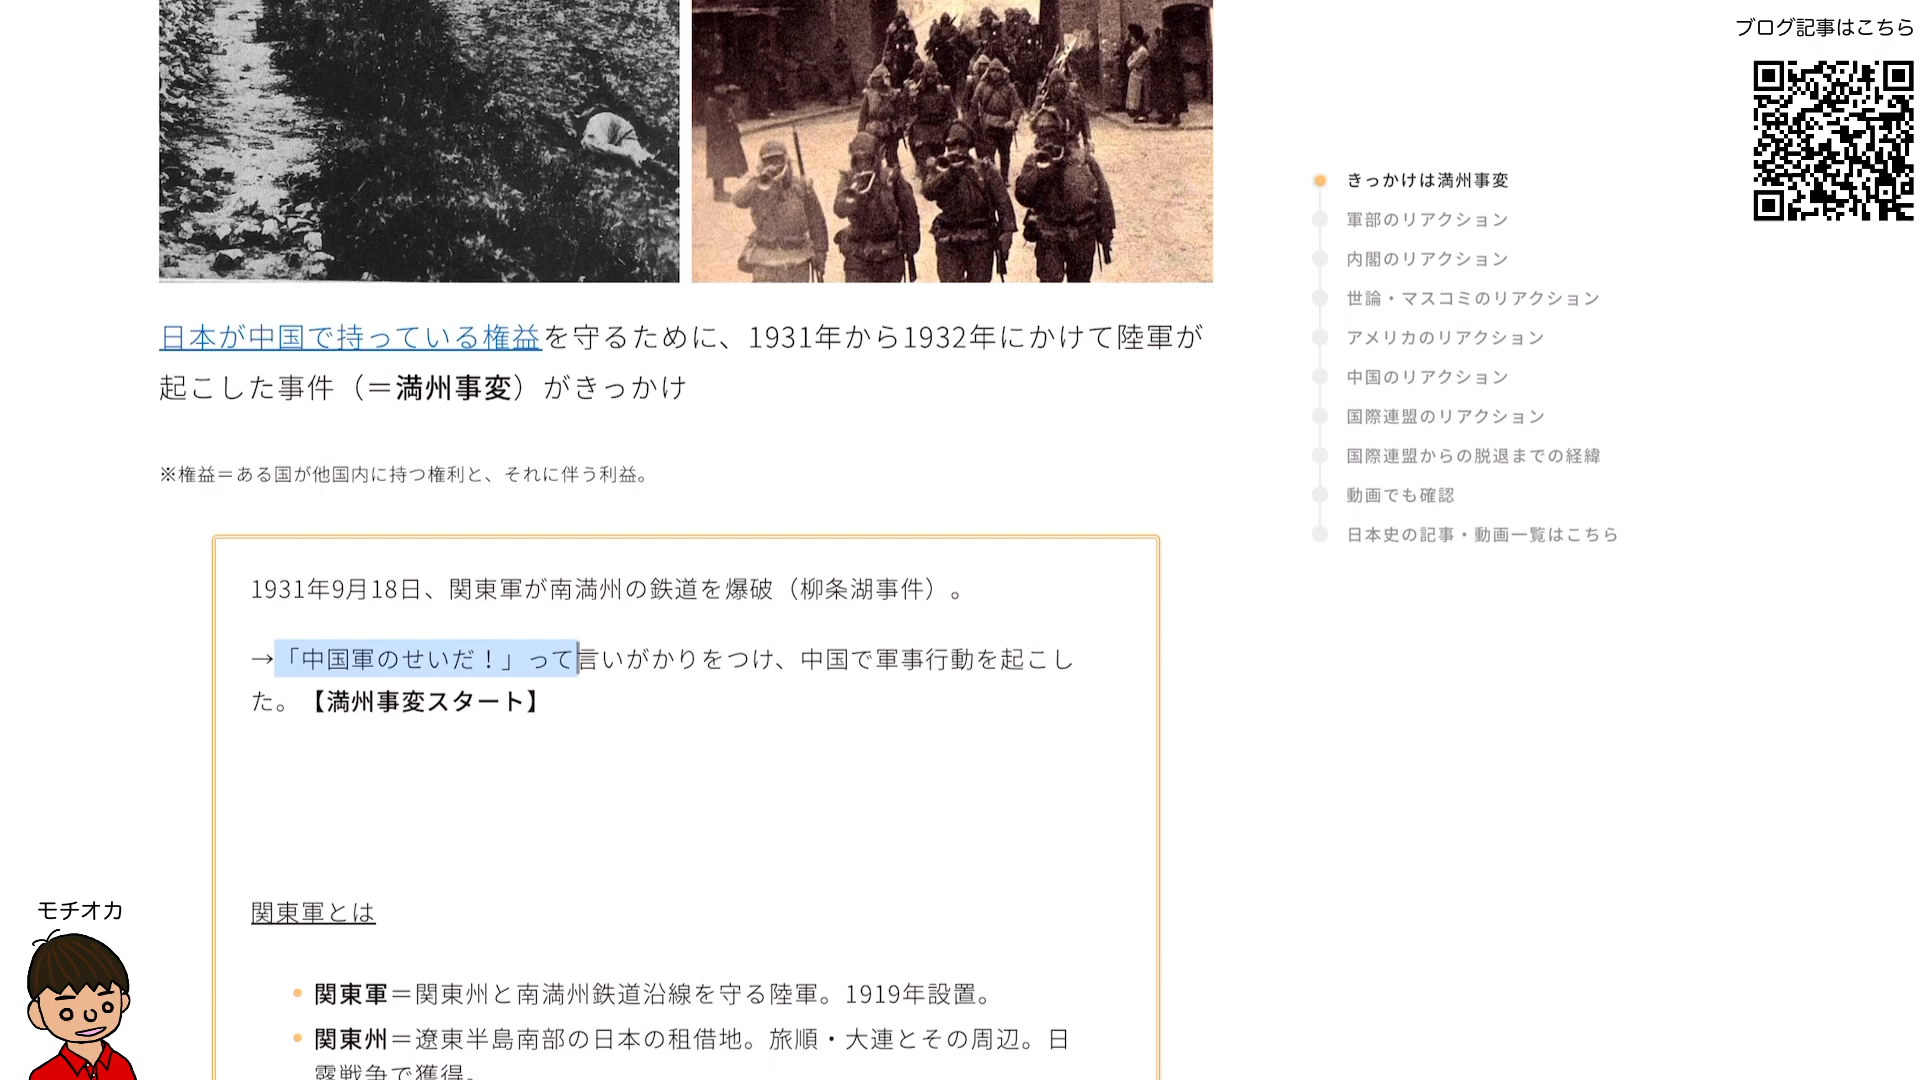 ブログ記事はこちら
日本が中国で持っている権益を守るために、1931年から1932年にかけて陸軍が
起こした事件（＝満州事変）がきっかけ
※権益＝ある国が他国内に持つ権利と、それに伴う利益。
1931年9月18日、関東軍が南満州の鉄道を爆破（柳条湖事件）。
→「中国軍のせいだ！」って言いがかりをつけ、中国で軍事行動を起こし
た。【満州事変スタート】
関東軍とは
関東軍＝関東州と南満州鉄道沿線を守る陸軍。1919年設置。
関東州＝遼東半島南部の日本の租借地。旅順・大連とその周辺。日
露戦争で獲得。
きっかけは満州事変
軍部のリアクション
内閣のリアクション
世論・マスコミのリアクション
アメリカのリアクション
中国のリアクション
国際連盟のリアクション
国際連盟からの脱退までの経緯
動画でも確認
日本史の記事・動画一覧はこちら
モチオカ